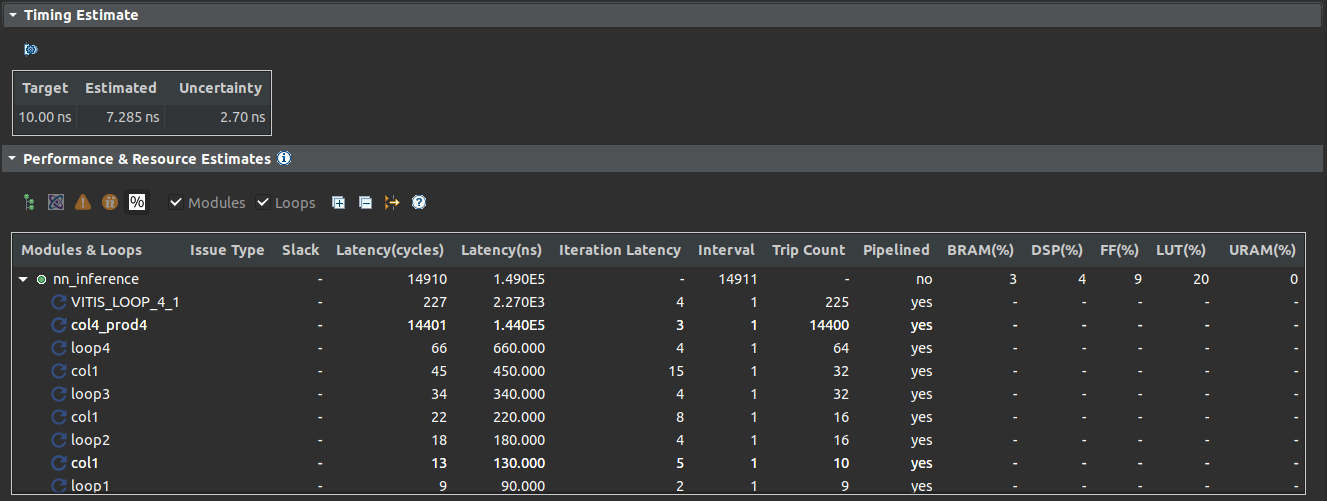 Timing Estimate
Target Estimated Uncertainty
10.00 ns 7.285 ns 2.70 ns
Performance & Resource Estimates
% Modules Loops
Modules & Loops Issue Type Slack Latency(cycles) Latency(ns) Iteration Latency Interval Trip Count Pipelined BRAM(%) DSP(%) FF(%) LUT(%) URAM(%)
nn_inference - 14910 1.490E5 - 14911 - no 3 4 9 20 0
VITIS_LOOP_4_1 - 227 2.270E3 4 1 225 yes - - - - -
col4_prod4 - 14401 1.440E5 3 1 14400 yes - - - - -
loop4 - 66 660.000 4 1 64 yes - - - - -
col1 - 45 450.000 15 1 32 yes - - - - -
loop3 - 34 340.000 4 1 32 yes - - - - -
col1 - 22 220.000 8 1 16 yes - - - - -
loop2 - 18 180.000 4 1 16 yes - - - - -
col1 - 13 130.000 5 1 10 yes - - - - -
loop1 - 9 90.000 2 1 9 yes - - - - -